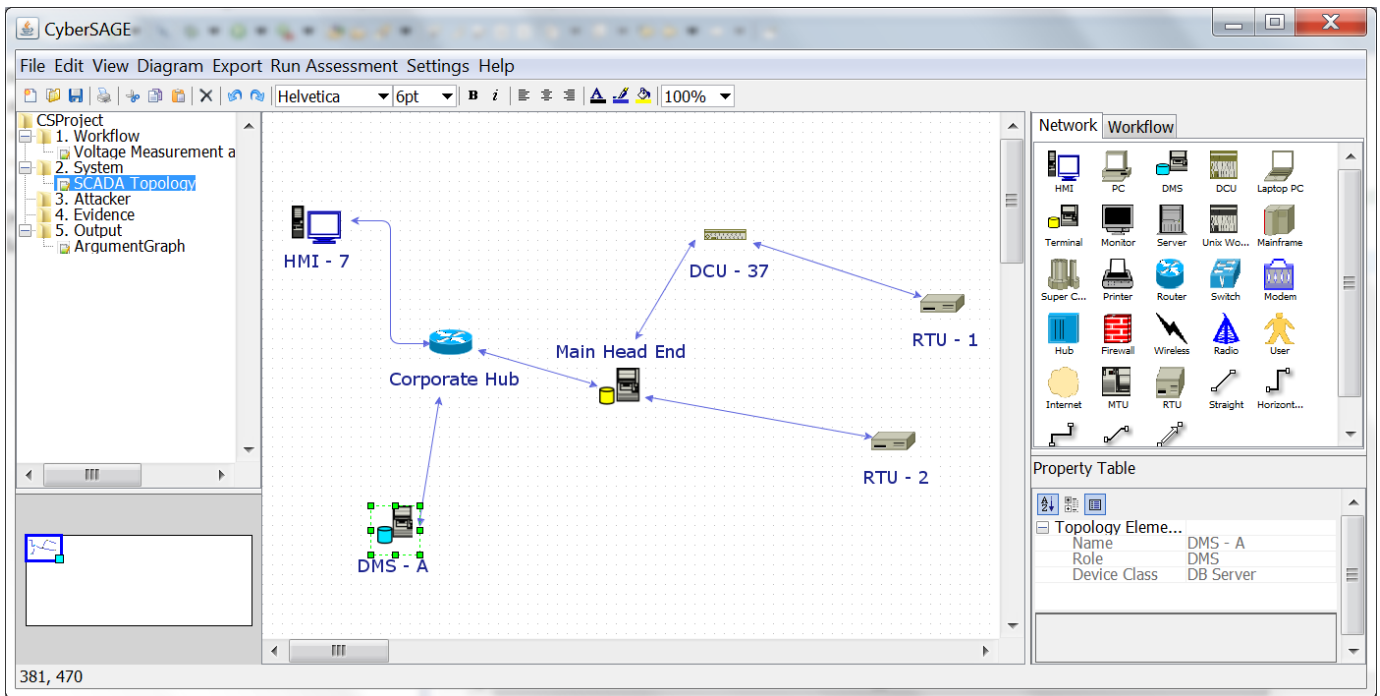 CyberSAGE
File Edit View Diagram Export Run Assessment Settings Help
Helvetica 6pt B i A 100%
CSProject
1. Workflow
Voltage Measurement a
2. System
SCADA Topology
3. Attacker
4. Evidence
5. Output
ArgumentGraph
HMI - 7
DCU - 37
RTU - 1
Main Head End
Corporate Hub
RTU - 2
DMS - A
Network Workflow
HMI PC DMS DCU Laptop PC
Terminal Monitor Server Unix Wo... Mainframe
Super C... Printer Router Switch Modem
Hub Firewall Wireless Radio User
Internet MTU RTU Straight Horizont...
Property Table
Topology Eleme...
Name DMS - A
Role DMS
Device Class DB Server
381, 470